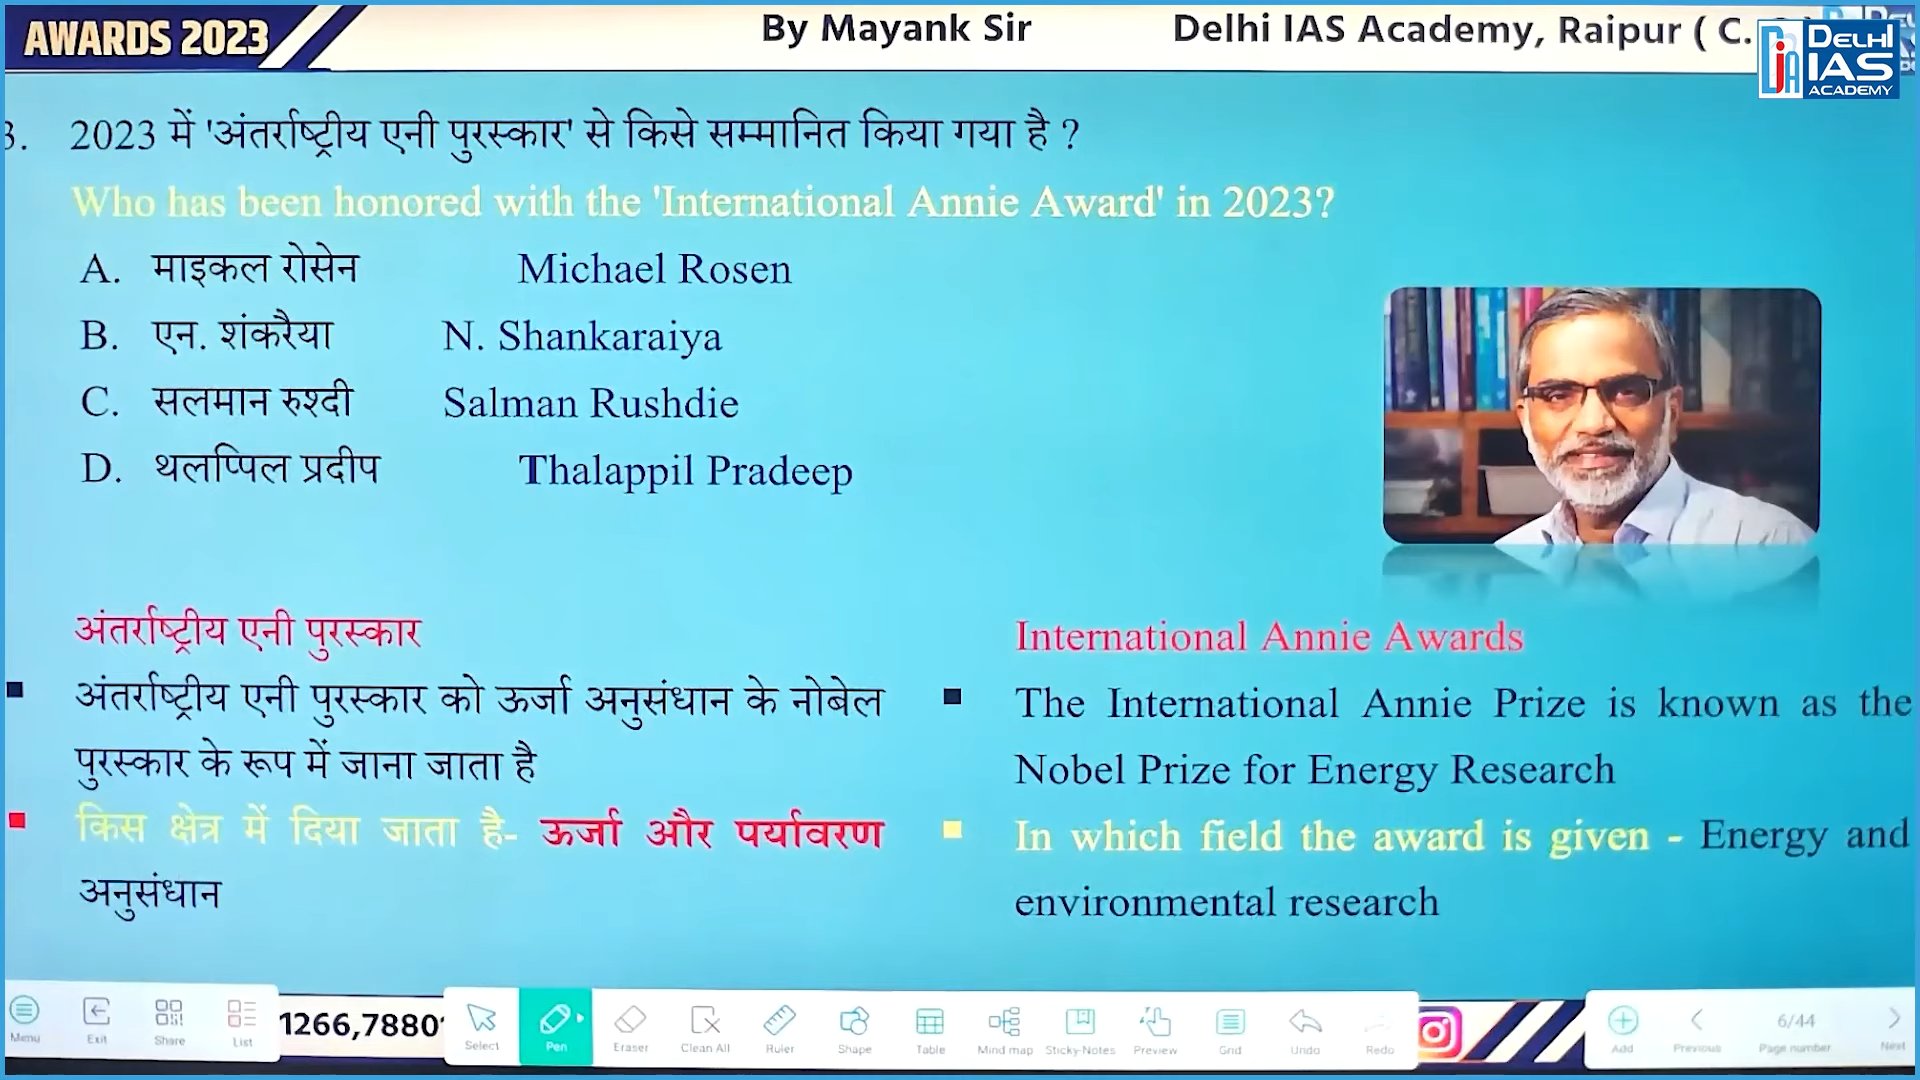 AWARDS 2023
By Mayank Sir
Delhi IAS Academy, Raipur ( C.
DELHI
IAS
ACADEMY
3. 2023 में 'अंतर्राष्ट्रीय एनी पुरस्कार' से किसे सम्मानित किया गया है ?
Who has been honored with the 'International Annie Award' in 2023?
A. माइकल रोसेन Michael Rosen
B. एन. शंकरैया N. Shankaraiya
C. सलमान रुश्दी Salman Rushdie
D. थलप्पिल प्रदीप Thalappil Pradeep
अंतर्राष्ट्रीय एनी पुरस्कार
अंतर्राष्ट्रीय एनी पुरस्कार को ऊर्जा अनुसंधान के नोबेल
पुरस्कार के रूप में जाना जाता है
किस क्षेत्र में दिया जाता है- ऊर्जा और पर्यावरण
अनुसंधान
International Annie Awards
The International Annie Prize is known as the
Nobel Prize for Energy Research
In which field the award is given - Energy and
environmental research
Menu Exit Share List
1266,7880
Select Pen Eraser Clean All Ruler Shape Table Mind map Sticky-Notes Preview Grid Undo Redo
Add Previous 6/44 Page number Next